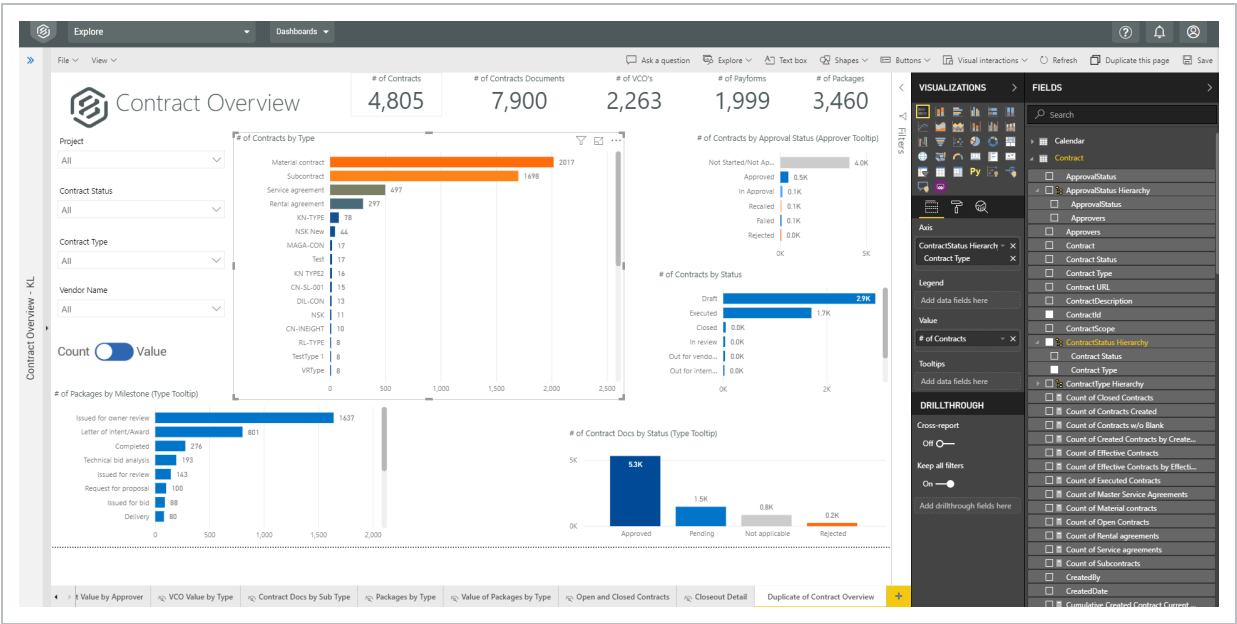 Explore
Dashboards
File
View
Ask a question
Explore
Text box
Shapes
Buttons
Visual interactions
Refresh
Duplicate this page
Save
Contract Overview - KL
Contract Overview
# of Contracts
4,805
# of Contracts Documents
7,900
# of VCO's
2,263
# of Payforms
1,999
# of Packages
3,460
Project
All
Contract Status
All
Contract Type
All
Vendor Name
All
Count
Value
# of Contracts by Type
Material contract 2017
Subcontract 1698
Service agreement 497
Rental agreement 297
KN-TYPE 78
NSK New 44
MAGA-CON 17
Test 17
KN TYPE2 16
CN-SL-001 15
DIL-CON 13
NSK 11
CN-INEIGHT 10
RL-TYPE 8
TestType 1 8
VRType 8
0 500 1,000 1,500 2,000 2,500
# of Contracts by Approval Status (Approver Tooltip)
Not Started/Not Ap... 4.0K
Approved 0.5K
In Approval 0.1K
Recalled 0.1K
Failed 0.1K
Rejected 0.0K
0K 5K
# of Contracts by Status
Draft 2.9K
Executed 1.7K
Closed 0.0K
In review 0.0K
Out for vendo... 0.0K
Out for intern... 0.0K
0K 2K
# of Packages by Milestone (Type Tooltip)
Issued for owner review 1637
Letter of intent/Award 801
Completed 276
Technical bid analysis 193
Issued for review 143
Request for proposal 100
Issued for bid 88
Delivery 80
0 500 1,000 1,500 2,000
# of Contract Docs by Status (Type Tooltip)
5K
0K
5.3K
1.5K
0.8K
0.2K
Approved
Pending
Not applicable
Rejected
t Value by Approver
VCO Value by Type
Contract Docs by Sub Type
Packages by Type
Value of Packages by Type
Open and Closed Contracts
Closeout Detail
Duplicate of Contract Overview
Filters
VISUALIZATIONS
Py
Axis
ContractStatus Hierarch
Contract Type
Legend
Add data fields here
Value
# of Contracts
Tooltips
Add data fields here
DRILLTHROUGH
Cross-report
Off
Keep all filters
On
Add drillthrough fields here
FIELDS
Search
Calendar
Contract
ApprovalStatus
ApprovalStatus Hierarchy
ApprovalStatus
Approvers
Approvers
Contract
Contract Status
Contract Type
Contract URL
ContractDescription
ContractId
ContractScope
ContractStatus Hierarchy
Contract Status
Contract Type
ContractType Hierarchy
Count of Closed Contracts
Count of Contracts Created
Count of Contracts w/o Blank
Count of Created Contracts by Create...
Count of Effective Contracts
Count of Effective Contracts by Effecti...
Count of Executed Contracts
Count of Master Service Agreements
Count of Material contracts
Count of Open Contracts
Count of Rental agreements
Count of Service agreements
Count of Subcontracts
CreatedBy
CreatedDate
Cumulative Created Contract Current ...